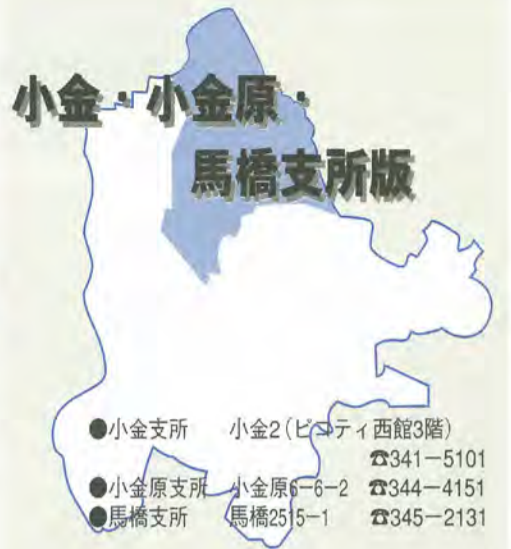 小金・小金原・
馬橋支所版
●小金支所 小金2(ピコティ西館3階)
☎341－5101
●小金原支所 小金原6－6－2 ☎344－4151
●馬橋支所 馬橋2515－1 ☎345－2131